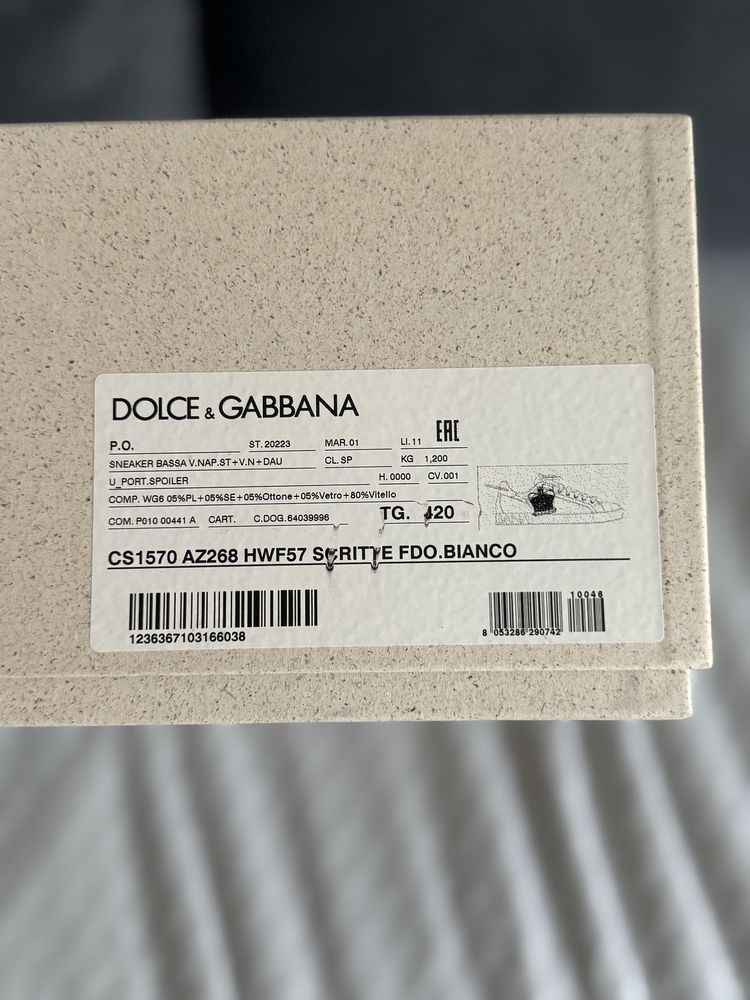 DOLCE & GABBANA
P.O. ST. 20223 MAR. 01 LI. 11 EAC
SNEAKER BASSA V.NAP.ST+V.N+DAU CL. SP KG 1,200
U_PORT.SPOILER H. 0000 CV. 001
COMP. WG6 05%PL+05%SE+05%Ottone+05%Vetro+80%Vitello
COM. P010 00441 A CART. C.DOG. 64039996 TG. 420
CS1570 AZ268 HWF57 SCRITTE FDO.BIANCO
1236367103166038
10046
8 053286 290742